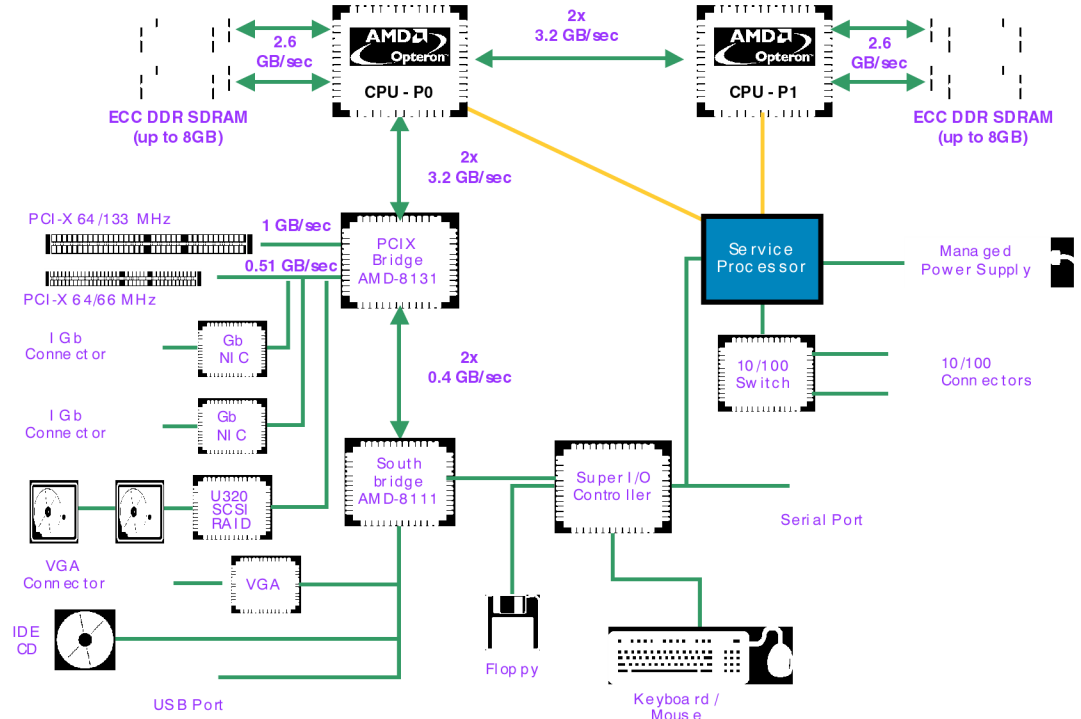 2.6
GB/sec
ECC DDR SDRAM
(up to 8GB)
AMD
Opteron
CPU - P0
2x
3.2 GB/sec
AMD
Opteron
CPU - P1
2.6
GB/sec
ECC DDR SDRAM
(up to 8GB)
2x
3.2 GB/sec
PCI-X 64/133 MHz
1 GB/sec
0.51 GB/sec
PCI-X 64/66 MHz
PCIX
Bridge
AMD-8131
Service
Processor
Managed
Power Supply
I Gb
Connector
Gb
NIC
2x
0.4 GB/sec
10/100
Switch
10/100
Connectors
I Gb
Connector
Gb
NIC
South
bridge
AMD-8111
Super I/O
Controller
U320
SCSI
RAID
Serial Port
VGA
Connector
VGA
IDE
CD
Floppy
USB Port
Keyboard /
Mouse